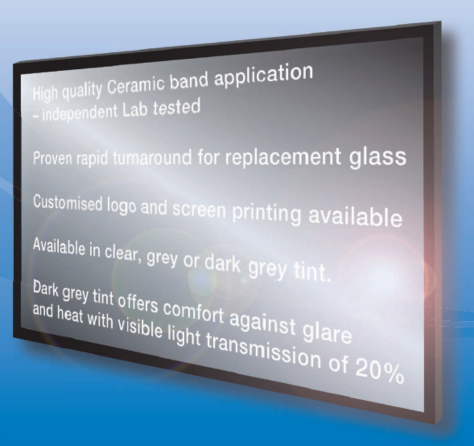 High quality Ceramic band application
– independent Lab tested
Proven rapid turnaround for replacement glass
Customised logo and screen printing available
Available in clear, grey or dark grey tint.
Dark grey tint offers comfort against glare
and heat with visible light transmission of 20%